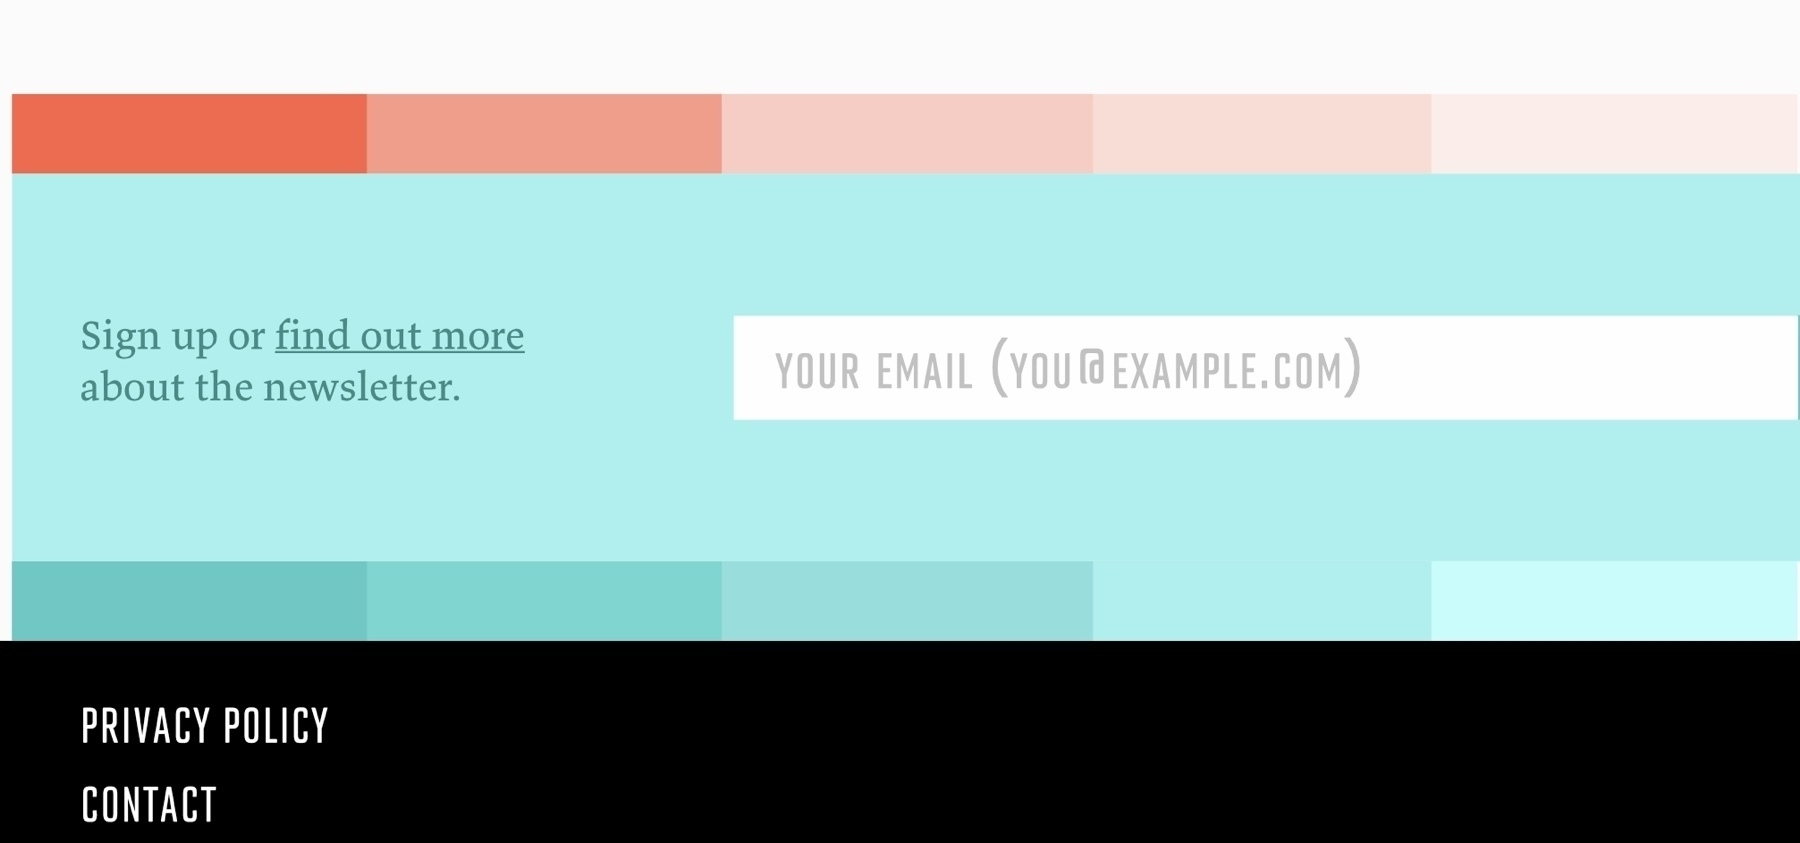 Sign up or find out more
about the newsletter.
YOUR EMAIL (YOU@EXAMPLE.COM)
PRIVACY POLICY
CONTACT